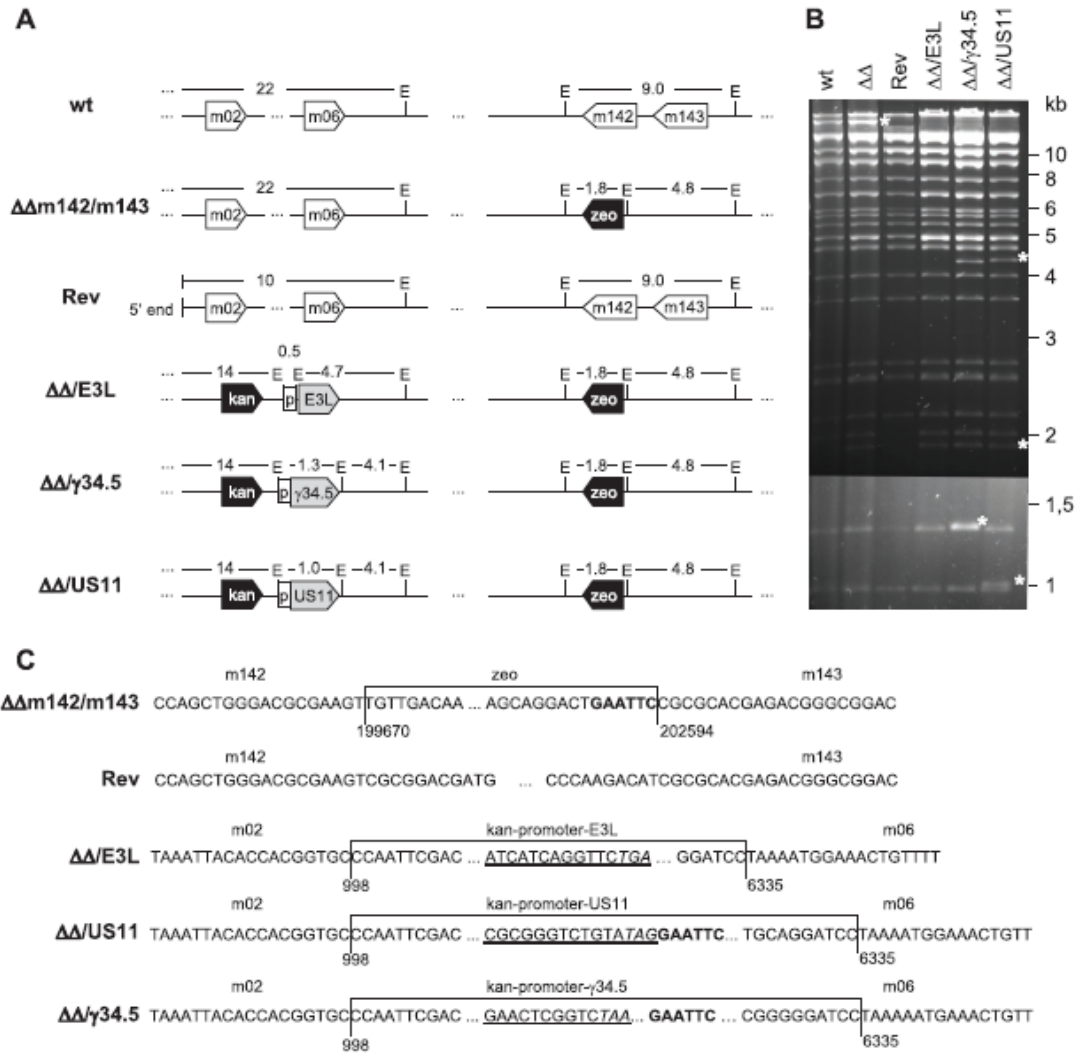 A
B
wt
ΔΔ
Rev
ΔΔ/E3L
ΔΔ/γ34.5
ΔΔ/US11
kb
10
8
6
5
4
3
2
1,5
1
*
*
*
*
*
wt
... 22 E E 9.0 E
m02 ... m06 ... m142 m143 ...
ΔΔm142/m143
... 22 E E -1.8- E 4.8 E
m02 ... m06 ... zeo ...
Rev
10 E E 9.0 E
5' end m02 ... m06 ... m142 m143 ...
ΔΔ/E3L
0.5
... 14 E E -4.7- E E -1.8- E 4.8 E
kan p E3L ... zeo ...
ΔΔ/γ34.5
... 14 E -1.3- E -4.1- E E -1.8- E 4.8 E
kan p γ34.5 ... zeo ...
ΔΔ/US11
... 14 E -1.0- E -4.1- E E -1.8- E 4.8 E
kan p US11 ... zeo ...
C
m142 zeo m143
ΔΔm142/m143 CCAGCTGGGACGCGAAGTTGTTGACAA ... AGCAGGACTGAATTCCGCGCACGAGACGGGCGGAC
199670 202594
m142 m143
Rev CCAGCTGGGACGCGAAGTCGCGGACGATG ... CCCAAGACATCGCGCACGAGACGGGCGGAC
m02 kan-promoter-E3L m06
ΔΔ/E3L TAAATTACACCACGGTGCCCAATTCGAC ... ATCATCAGGTTCTGA ... GGATCCTAAAATGGAAACTGTTTT
998 6335
m02 kan-promoter-US11 m06
ΔΔ/US11 TAAATTACACCACGGTGCCCAATTCGAC ... CGCGGGTCTGTATAGGAATTC... TGCAGGATCCTAAAATGGAAACTGTT
998 6335
m02 kan-promoter-γ34.5 m06
ΔΔ/γ34.5 TAAATTACACCACGGTGCCCAATTCGAC ... GAACTCGGTCTAA... GAATTC ... CGGGGGATCCTAAAAATGAAACTGTT
998 6335